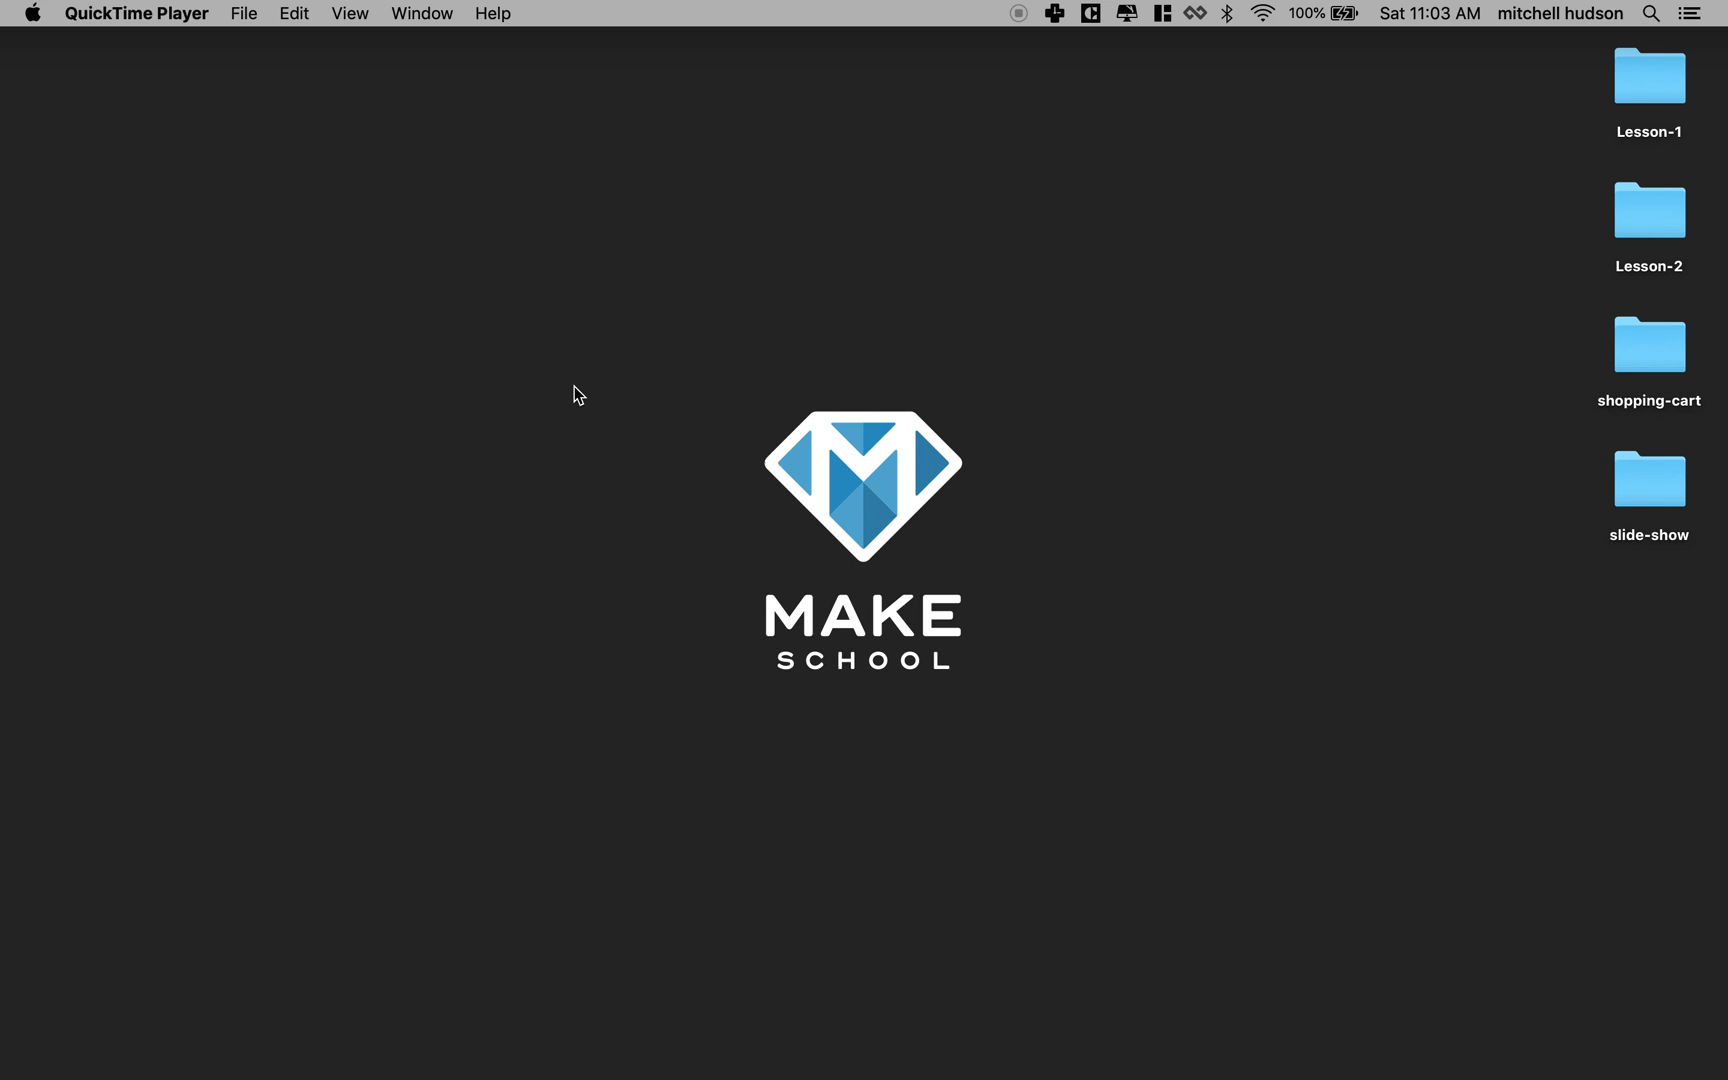 QuickTime Player File Edit View Window Help 100% Sat 11:03 AM mitchell hudson
Lesson-1
Lesson-2
shopping-cart
slide-show
MAKE
SCHOOL